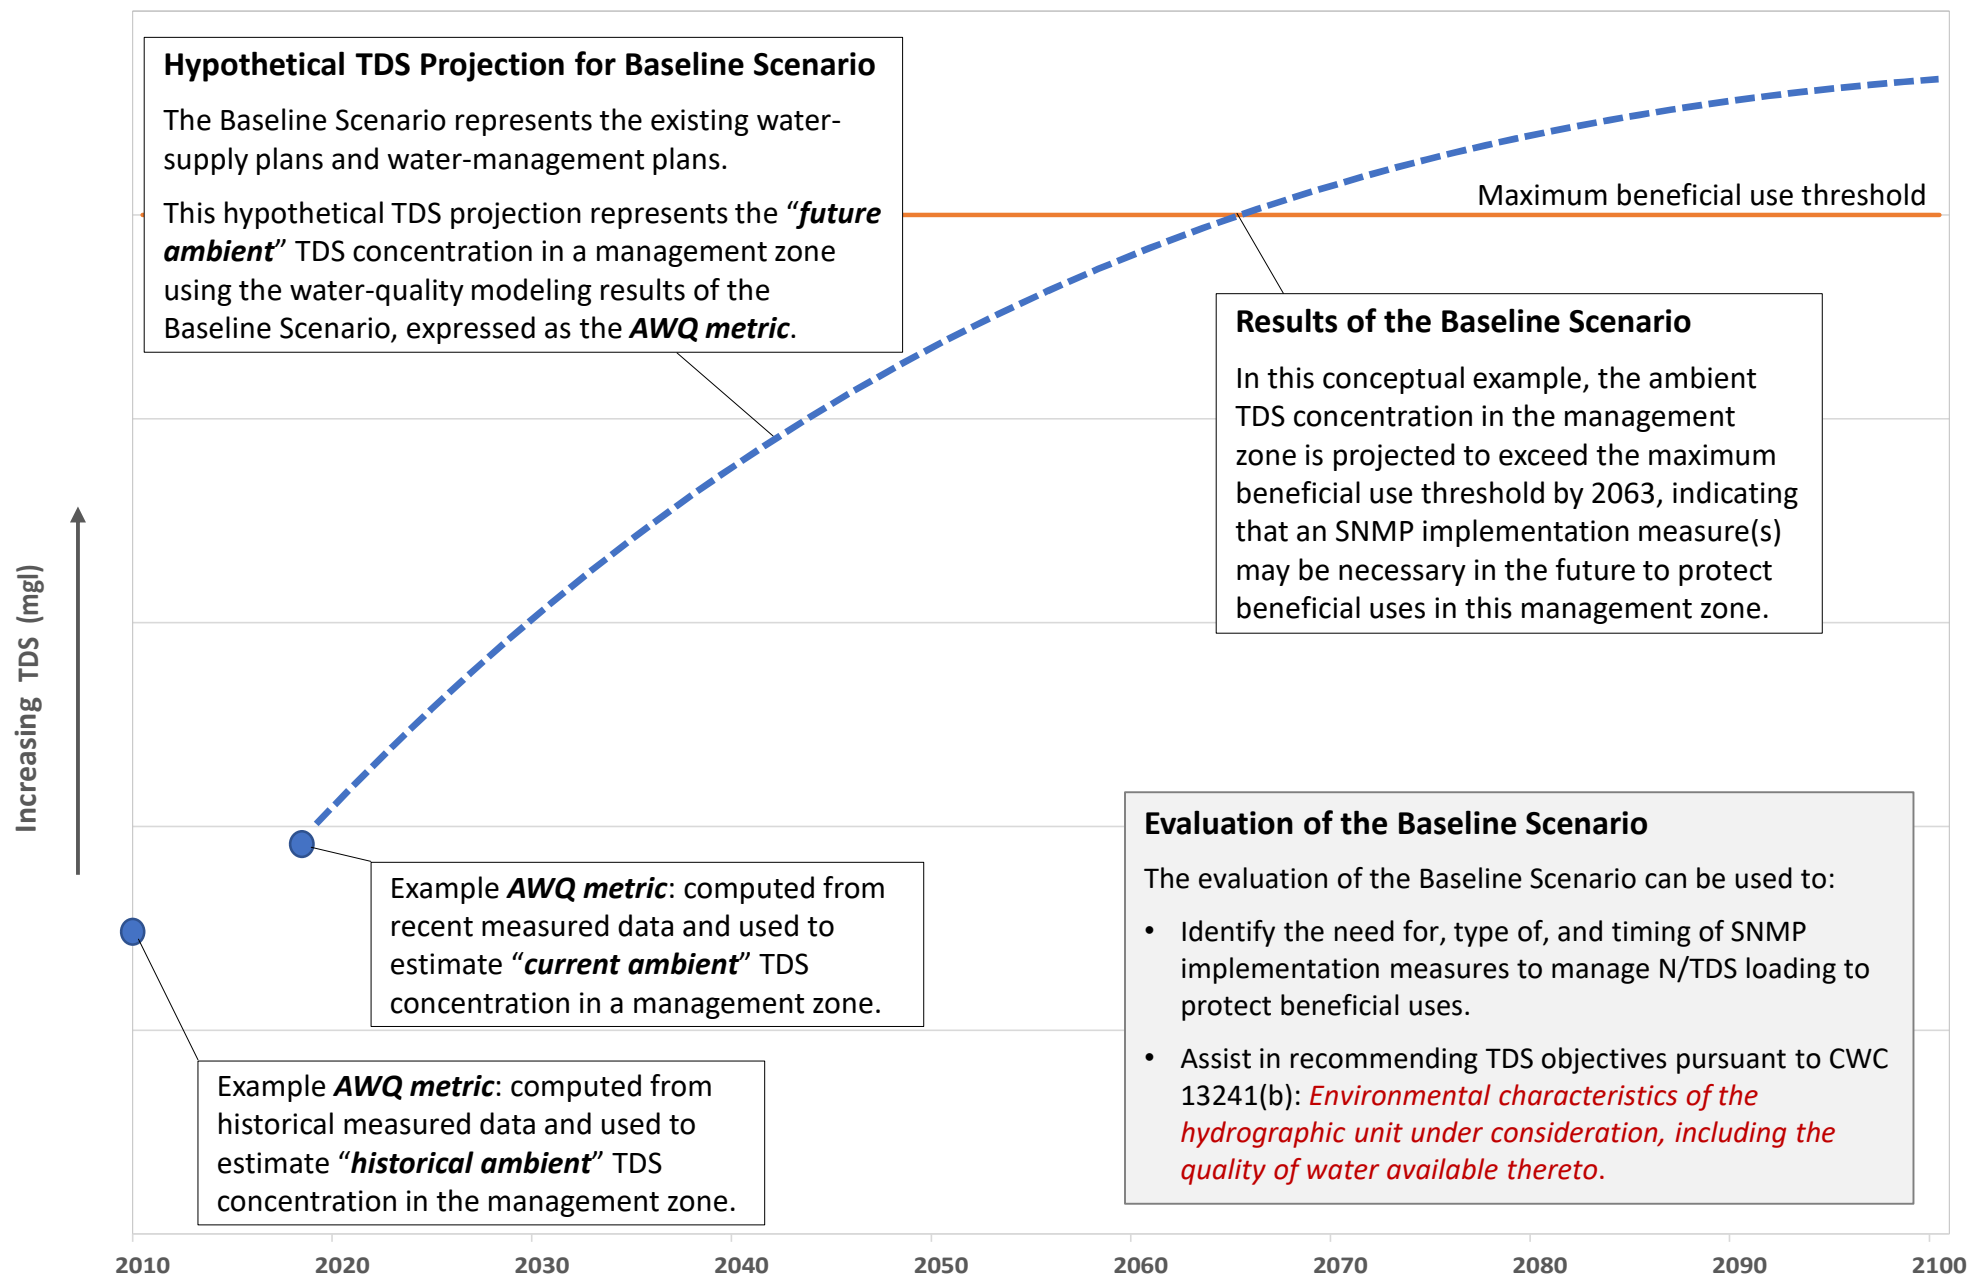 Hypothetical TDS Projection for Baseline Scenario
The Baseline Scenario represents the existing water-
supply plans and water-management plans.
This hypothetical TDS projection represents the “future
ambient” TDS concentration in a management zone
using the water-quality modeling results of the
Baseline Scenario, expressed as the AWQ metric.
Maximum beneficial use threshold
Results of the Baseline Scenario
In this conceptual example, the ambient
TDS concentration in the management
zone is projected to exceed the maximum
beneficial use threshold by 2063, indicating
that an SNMP implementation measure(s)
may be necessary in the future to protect
beneficial uses in this management zone.
Increasing TDS (mgl)
Example AWQ metric: computed from
recent measured data and used to
estimate “current ambient” TDS
concentration in a management zone.
Example AWQ metric: computed from
historical measured data and used to
estimate “historical ambient” TDS
concentration in the management zone.
Evaluation of the Baseline Scenario
The evaluation of the Baseline Scenario can be used to:
• Identify the need for, type of, and timing of SNMP
implementation measures to manage N/TDS loading to
protect beneficial uses.
• Assist in recommending TDS objectives pursuant to CWC
13241(b): Environmental characteristics of the
hydrographic unit under consideration, including the
quality of water available thereto.
2010 2020 2030 2040 2050 2060 2070 2080 2090 2100